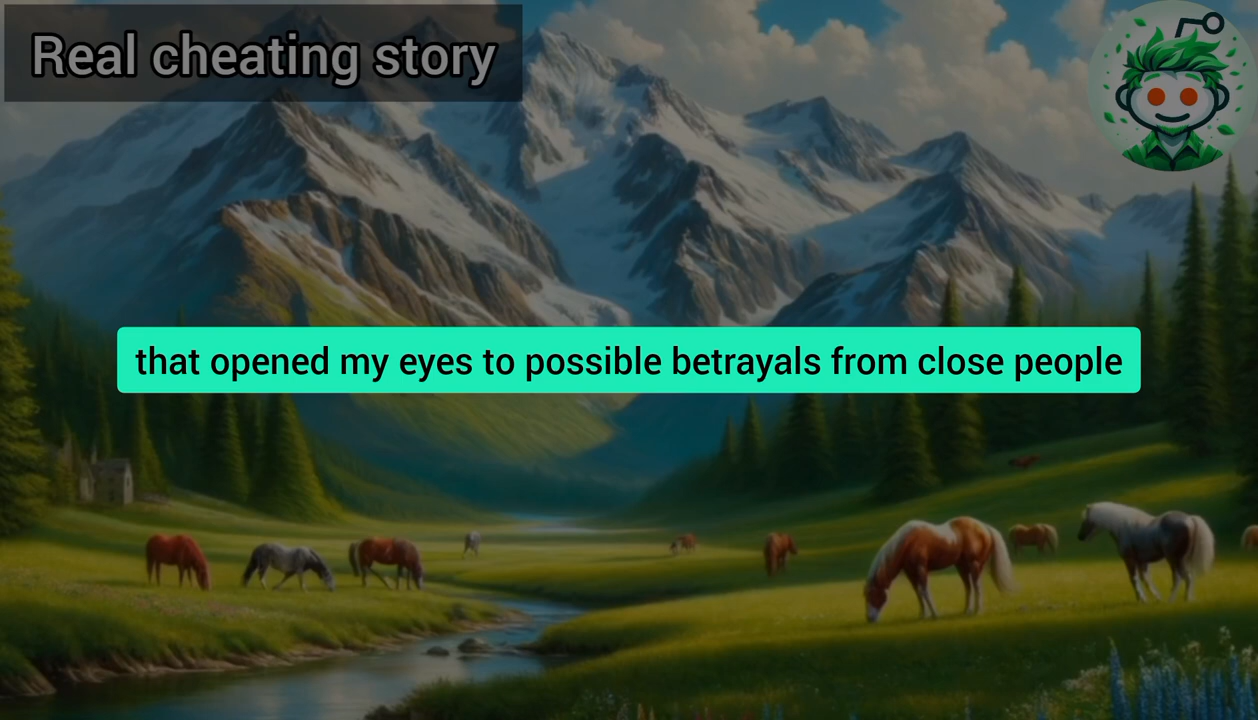 Real cheating story
that opened my eyes to possible betrayals from close people